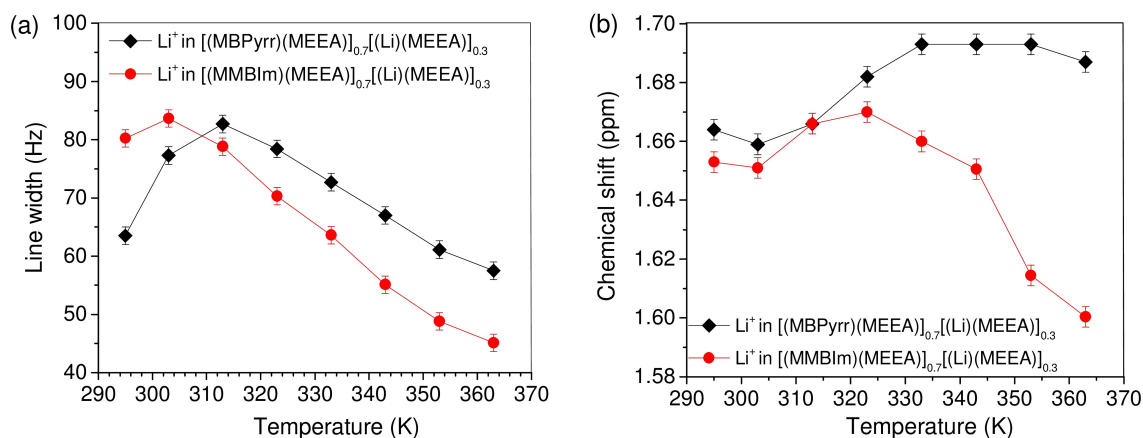 (a)
Line width (Hz)
100
90
80
70
60
50
40
290 300 310 320 330 340 350 360 370
Temperature (K)
Li⁺ in [(MBPyrr)(MEEA)]₀.₇[(Li)(MEEA)]₀.₃
Li⁺ in [(MMBIm)(MEEA)]₀.₇[(Li)(MEEA)]₀.₃
(b)
Chemical shift (ppm)
1.70
1.68
1.66
1.64
1.62
1.60
1.58
290 300 310 320 330 340 350 360 370
Temperature (K)
Li⁺ in [(MBPyrr)(MEEA)]₀.₇[(Li)(MEEA)]₀.₃
Li⁺ in [(MMBIm)(MEEA)]₀.₇[(Li)(MEEA)]₀.₃